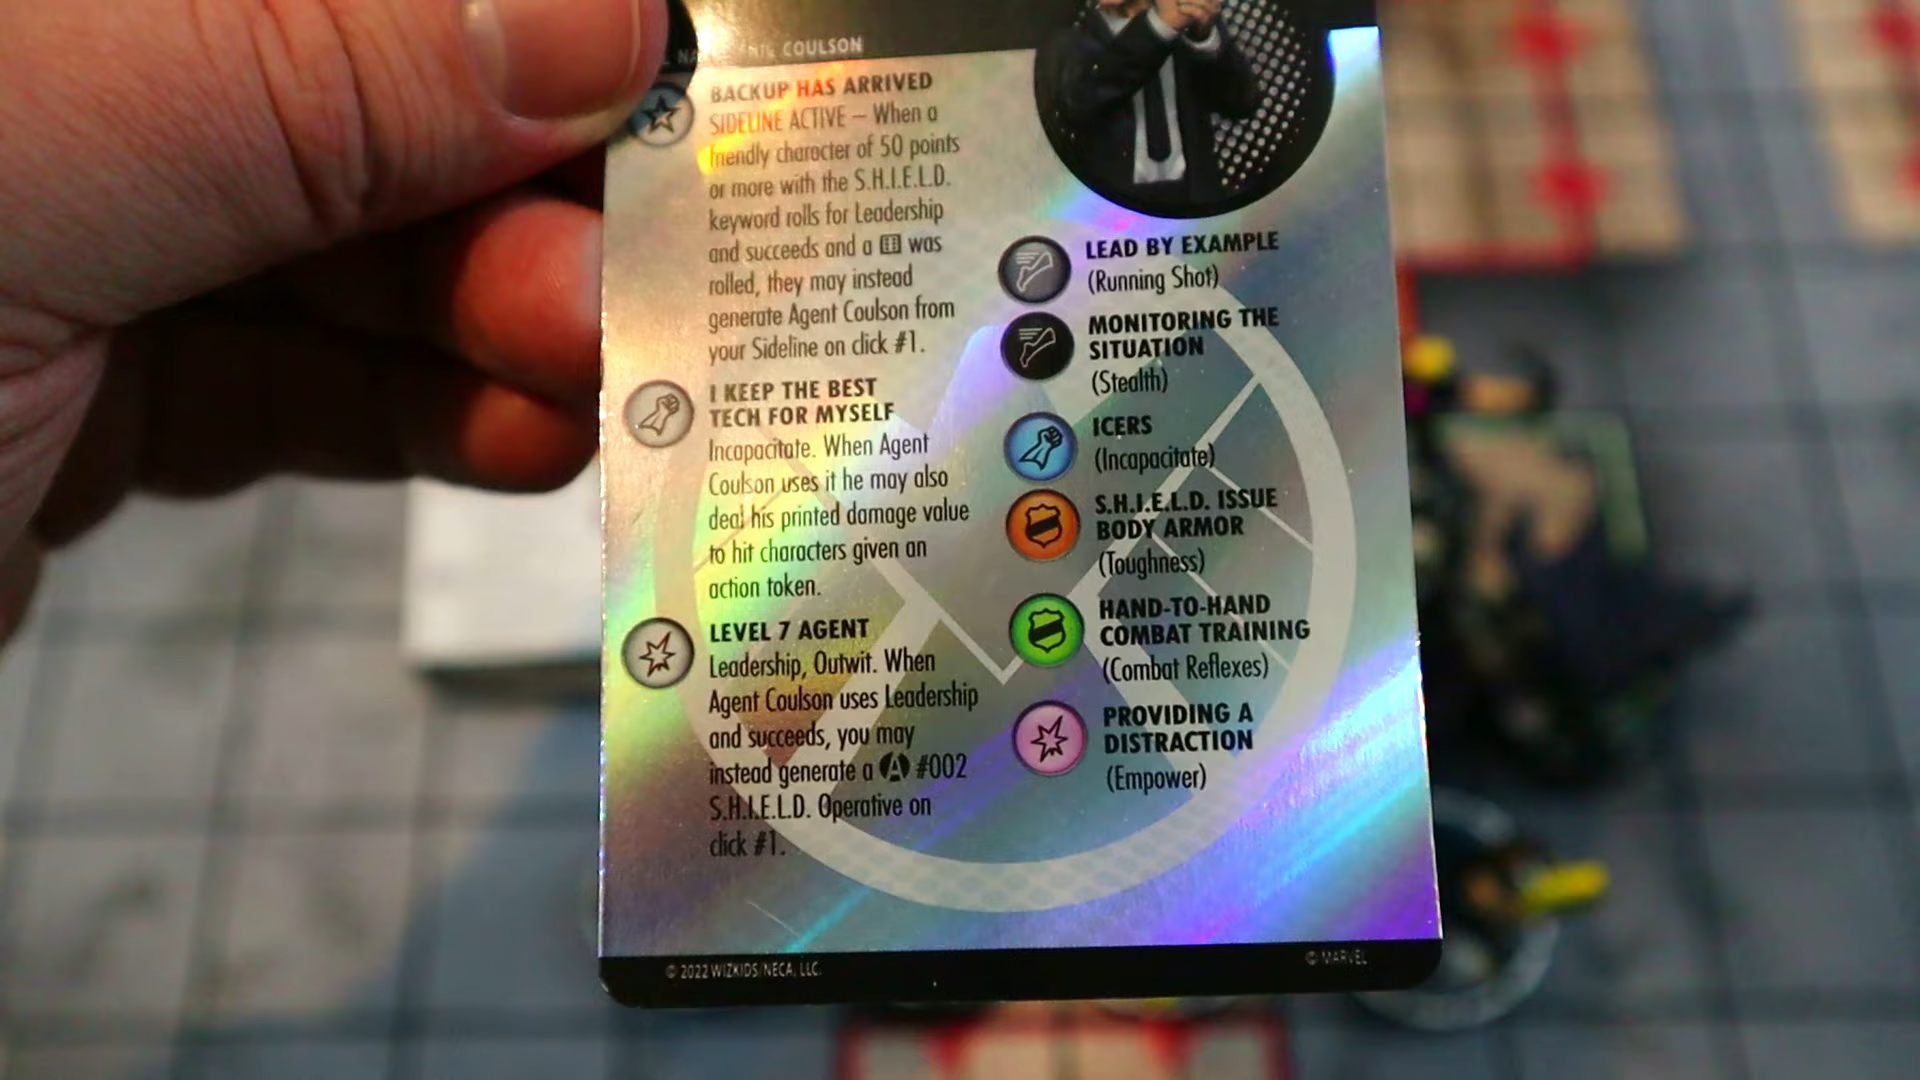 COULSON
BACKUP HAS ARRIVED
SIDELINE ACTIVE – When a
friendly character of 50 points
or more with the S.H.I.E.L.D.
keyword rolls for Leadership
and succeeds and a was
rolled, they may instead
generate Agent Coulson from
your Sideline on click #1.
I KEEP THE BEST
TECH FOR MYSELF
Incapacitate. When Agent
Coulson uses it he may also
deal his printed damage value
to hit characters given an
action token.
LEVEL 7 AGENT
Leadership, Outwit. When
Agent Coulson uses Leadership
and succeeds, you may
instead generate a #002
S.H.I.E.L.D. Operative on
click #1.
LEAD BY EXAMPLE
(Running Shot)
MONITORING THE
SITUATION
(Stealth)
ICERS
(Incapacitate)
S.H.I.E.L.D. ISSUE
BODY ARMOR
(Toughness)
HAND-TO-HAND
COMBAT TRAINING
(Combat Reflexes)
PROVIDING A
DISTRACTION
(Empower)
© 2022 WIZKIDS/NECA, LLC.
© MARVEL